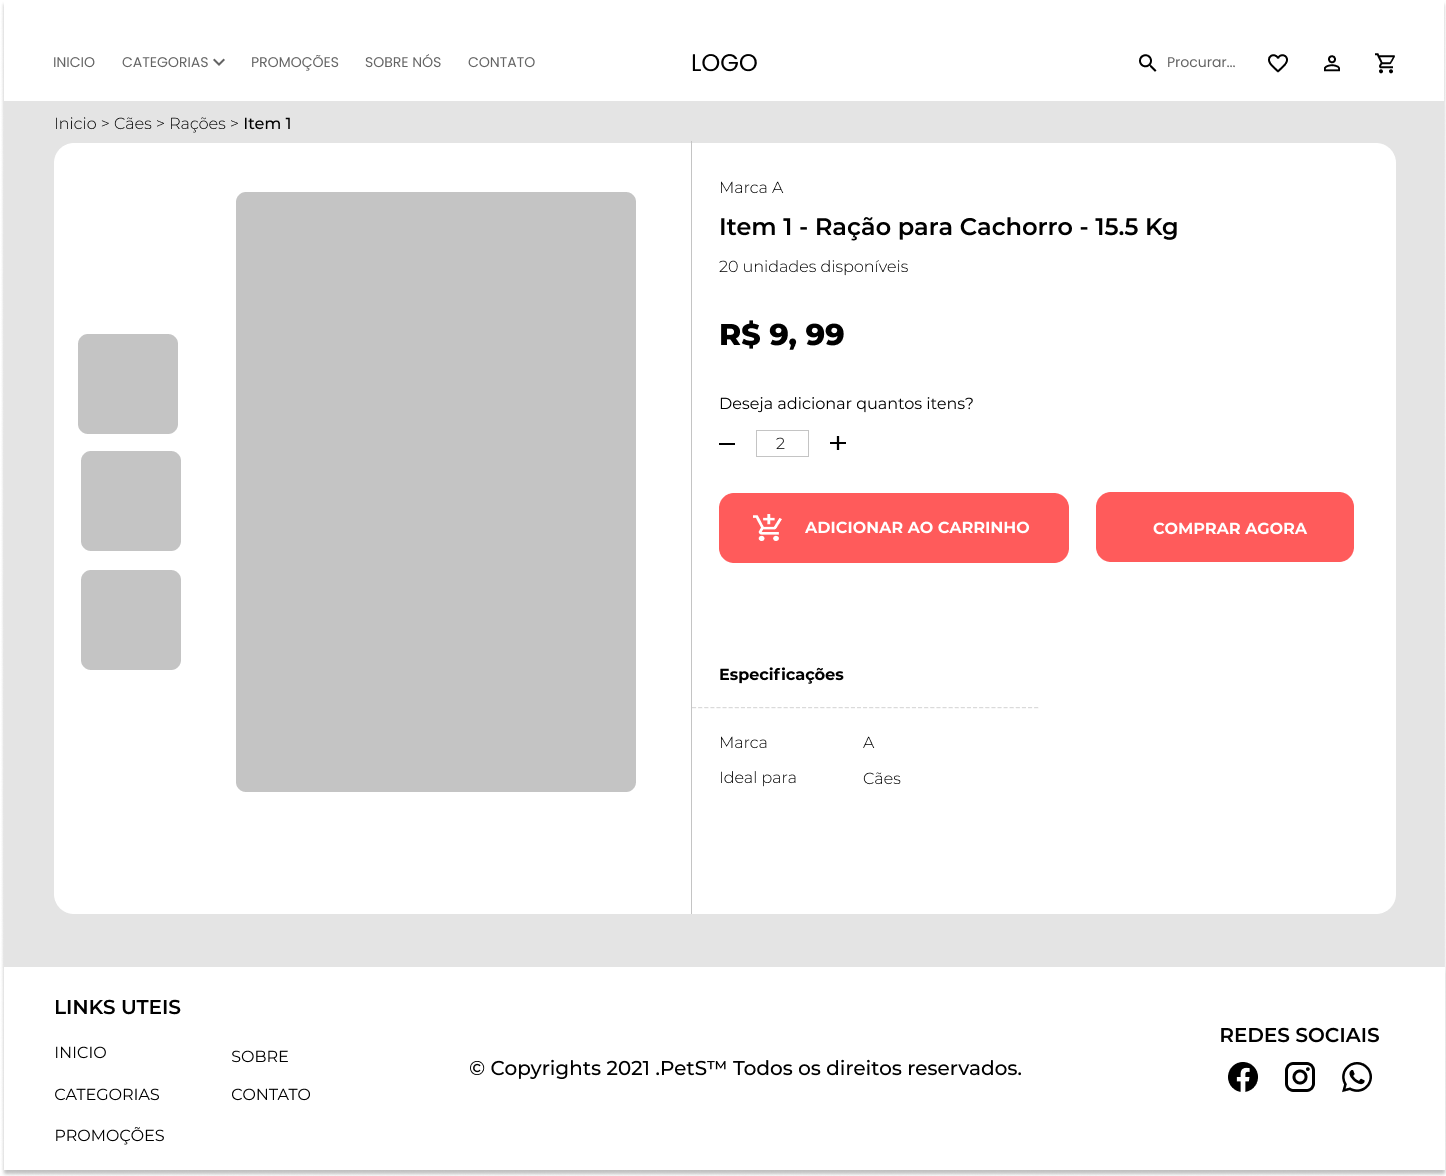 INICIO CATEGORIAS PROMOÇÕES SOBRE NÓS CONTATO LOGO Procurar...
Inicio > Cães > Rações > Item 1
Marca A
Item 1 - Ração para Cachorro - 15.5 Kg
20 unidades disponíveis
R$ 9, 99
Deseja adicionar quantos itens?
2
ADICIONAR AO CARRINHO COMPRAR AGORA
Especificações
Marca A
Ideal para Cães
LINKS UTEIS
INICIO SOBRE
CATEGORIAS CONTATO
PROMOÇÕES
© Copyrights 2021 .PetS™ Todos os direitos reservados.
REDES SOCIAIS